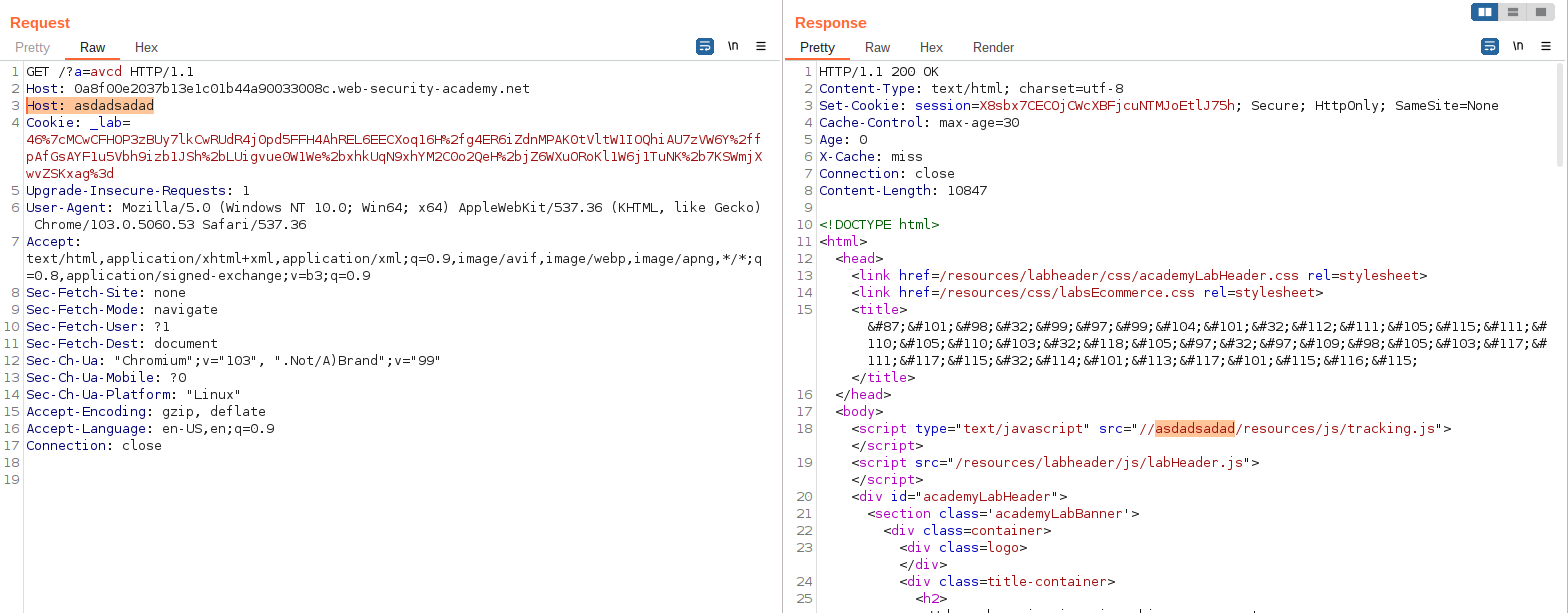 Request
Pretty Raw Hex \n
1 GET /?a=avcd HTTP/1.1
2 Host: 0a8f00e2037b13e1c01b44a90033008c.web-security-academy.net
3 Host: asdadsadad
4 Cookie: _lab=
46%7cMCwCFHOP3zBUy7lkCwRUdR4j0pd5FFH4AhREL6EECXoq16H%2fg4ER6iZdnMPAK0tVltW1IOQhiAU7zVW6Y%2ff
pAfGsAYF1u5Vbh9izb1JSh%2bLUigvueOW1We%2bxhkUqN9xhYM2C0o2QeH%2bjZ6WXuORoKl1W6j1TuNK%2b7KSWmjX
wvZSKxag%3d
5 Upgrade-Insecure-Requests: 1
6 User-Agent: Mozilla/5.0 (Windows NT 10.0; Win64; x64) AppleWebKit/537.36 (KHTML, like Gecko)
Chrome/103.0.5060.53 Safari/537.36
7 Accept:
text/html,application/xhtml+xml,application/xml;q=0.9,image/avif,image/webp,image/apng,*/*;q
=0.8,application/signed-exchange;v=b3;q=0.9
8 Sec-Fetch-Site: none
9 Sec-Fetch-Mode: navigate
10 Sec-Fetch-User: ?1
11 Sec-Fetch-Dest: document
12 Sec-Ch-Ua: "Chromium";v="103", ".Not/A)Brand";v="99"
13 Sec-Ch-Ua-Mobile: ?0
14 Sec-Ch-Ua-Platform: "Linux"
15 Accept-Encoding: gzip, deflate
16 Accept-Language: en-US,en;q=0.9
17 Connection: close
18
19
Response
Pretty Raw Hex Render \n
1 HTTP/1.1 200 OK
2 Content-Type: text/html; charset=utf-8
3 Set-Cookie: session=X8sbx7CECOjCWcXBFjcuNTMJoEtlJ75h; Secure; HttpOnly; SameSite=None
4 Cache-Control: max-age=30
5 Age: 0
6 X-Cache: miss
7 Connection: close
8 Content-Length: 10847
9
10 <!DOCTYPE html>
11 <html>
12 <head>
13 <link href=/resources/labheader/css/academyLabHeader.css rel=stylesheet>
14 <link href=/resources/css/labsEcommerce.css rel=stylesheet>
15 <title>
&#87;&#101;&#98;&#32;&#99;&#97;&#99;&#104;&#101;&#32;&#112;&#111;&#105;&#115;&#111;&#
110;&#105;&#110;&#103;&#32;&#118;&#105;&#97;&#32;&#97;&#109;&#98;&#105;&#103;&#117;&#
111;&#117;&#115;&#32;&#114;&#101;&#113;&#117;&#101;&#115;&#116;&#115;
</title>
16 </head>
17 <body>
18 <script type="text/javascript" src="//asdadsadad/resources/js/tracking.js">
</script>
19 <script src="/resources/labheader/js/labHeader.js">
</script>
20 <div id="academyLabHeader">
21 <section class='academyLabBanner'>
22 <div class=container>
23 <div class=logo>
</div>
24 <div class=title-container>
25 <h2>